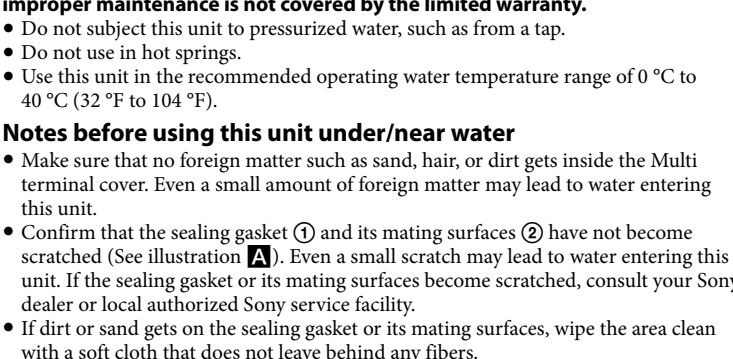 improper maintenance is not covered by the limited warranty.
• Do not subject this unit to pressurized water, such as from a tap.
• Do not use in hot springs.
• Use this unit in the recommended operating water temperature range of 0 °C to
40 °C (32 °F to 104 °F).
Notes before using this unit under/near water
• Make sure that no foreign matter such as sand, hair, or dirt gets inside the Multi
terminal cover. Even a small amount of foreign matter may lead to water entering
this unit.
• Confirm that the sealing gasket ① and its mating surfaces ② have not become
scratched (See illustration A). Even a small scratch may lead to water entering this
unit. If the sealing gasket or its mating surfaces become scratched, consult your Sony
dealer or local authorized Sony service facility.
• If dirt or sand gets on the sealing gasket or its mating surfaces, wipe the area clean
with a soft cloth that does not leave behind any fibers.